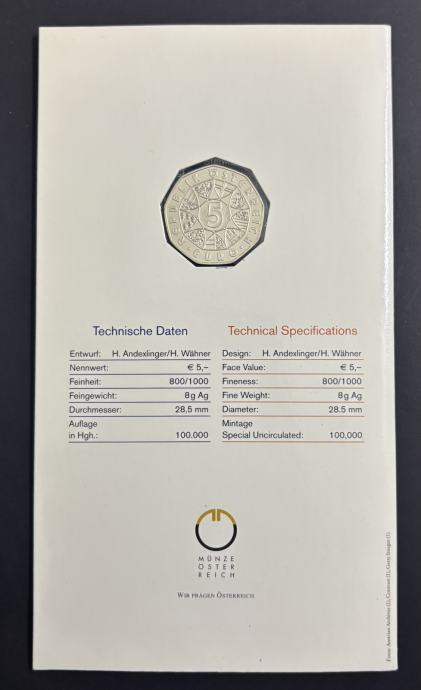 REPUBLIK ÖSTERREICH
5
EURO
Technische Daten
Entwurf: H. Andexlinger/H. Wähner
Nennwert: € 5,–
Feinheit: 800/1000
Feingewicht: 8 g Ag
Durchmesser: 28,5 mm
Auflage
in Hgh.: 100.000
Technical Specifications
Design: H. Andexlinger/H. Wähner
Face Value: € 5,–
Fineness: 800/1000
Fine Weight: 8 g Ag
Diameter: 28.5 mm
Mintage
Special Uncirculated: 100,000
MÜNZE
ÖSTER
REICH
WIR PRÄGEN ÖSTERREICH.